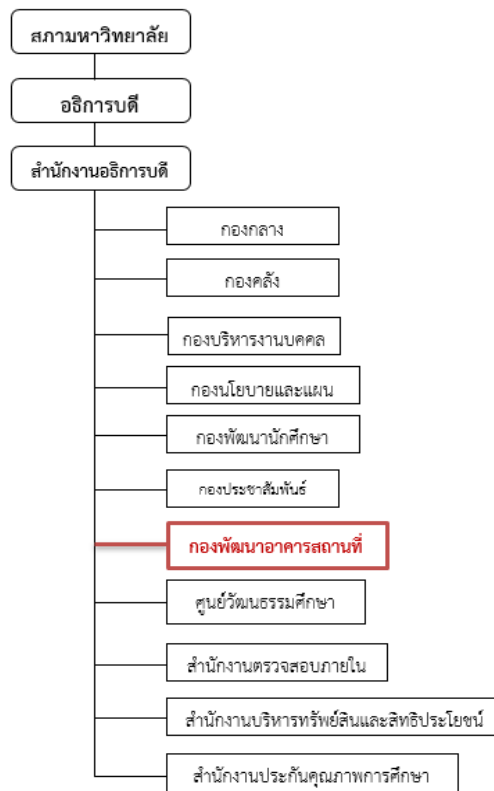 สภามหาวิทยาลัย
อธิการบดี
สำนักงานอธิการบดี
กองกลาง
กองคลัง
กองบริหารงานบคคล
กองนโยบายและแผน
กองพัฒนานักศึกษา
กองประชาสัมพันธ์
กองพัฒนาอาคารสถานที่
ศูนย์วัฒนธรรมศึกษา
สำนักงานตรวจสอบภายใน
สำนักงานบริหารทรัพย์สินและสิทธิประโยชน์
สำนักงานประกันคุณภาพการศึกษา